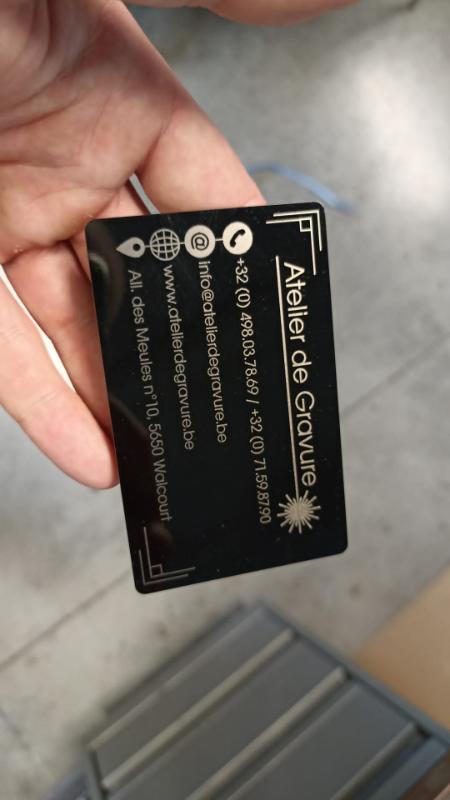 Atelier de Gravure
+32 (0) 498.03.78.69 / +32 (0) 71.59.87.90
info@atelierdegravure.be
www.atelierdegravure.be
All. des Meules n°10, 5650 Walcourt